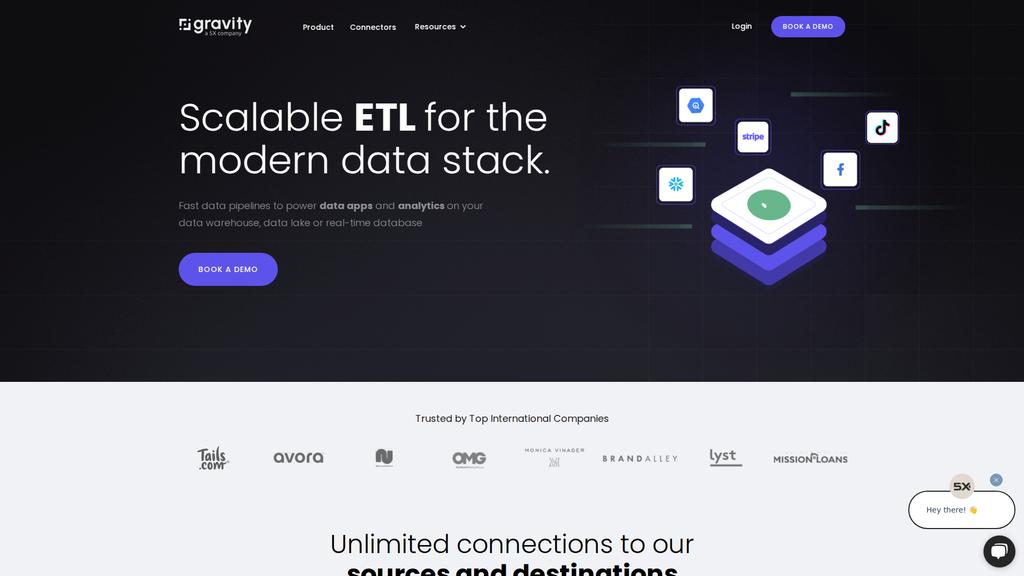 gravity
a 5X company
Product
Connectors
Resources
Login
BOOK A DEMO
Scalable ETL for the
modern data stack.
Fast data pipelines to power data apps and analytics on your
data warehouse, data lake or real-time database
BOOK A DEMO
stripe
Trusted by Top International Companies
Tails
.com
avora
OMG
MONICA VINADER
BRANDALLEY
lyst
MISSION LOANS
5X
Hey there! 👋
Unlimited connections to our
sources and destinations